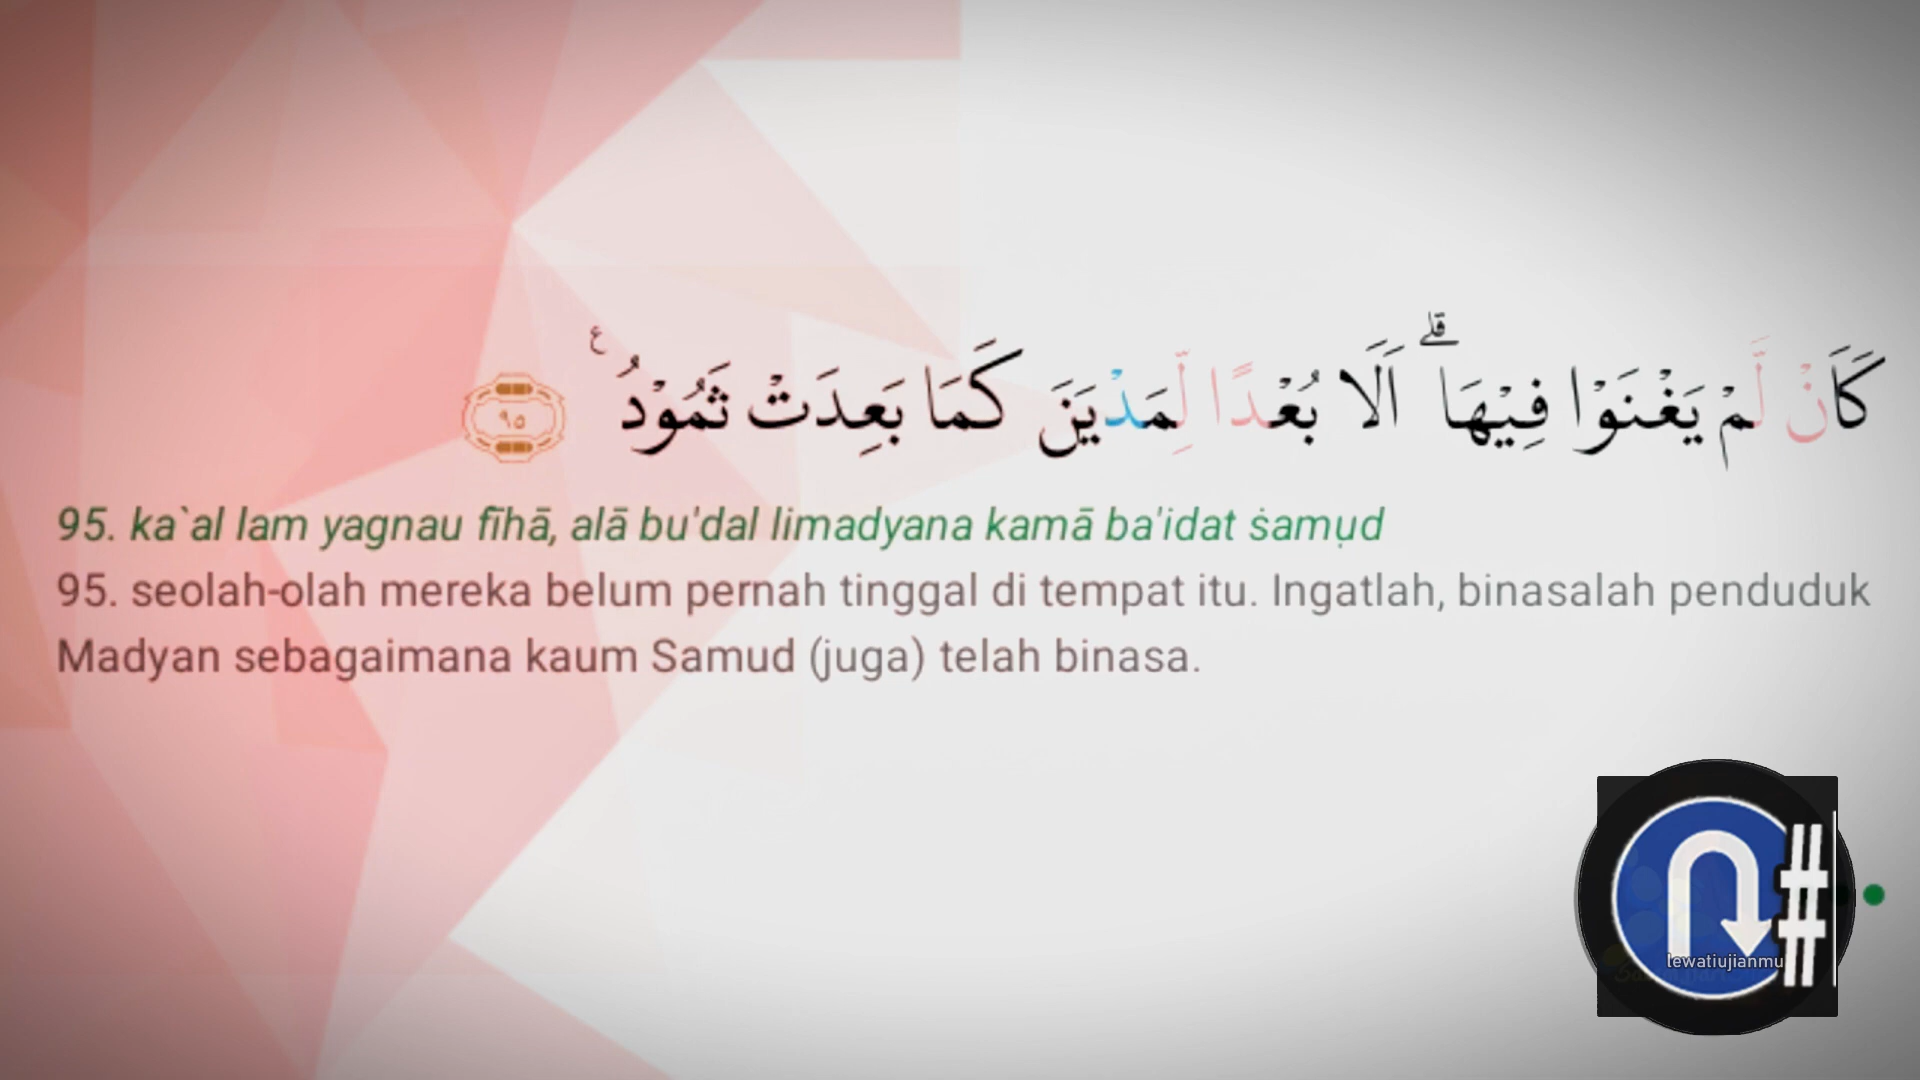 كَاَنْ لَّمْ يَغْنَوْا فِيْهَا ۗ اَلَا بُعْدًا لِّمَدْيَنَ كَمَا بَعِدَتْ ثَمُوْدُ ࣖ ٩٥
95. ka`al lam yagnau fīhā, alā bu'dal limadyana kamā ba'idat ṡamụd
95. seolah-olah mereka belum pernah tinggal di tempat itu. Ingatlah, binasalah penduduk
Madyan sebagaimana kaum Samud (juga) telah binasa.
#
lewatiujianmu